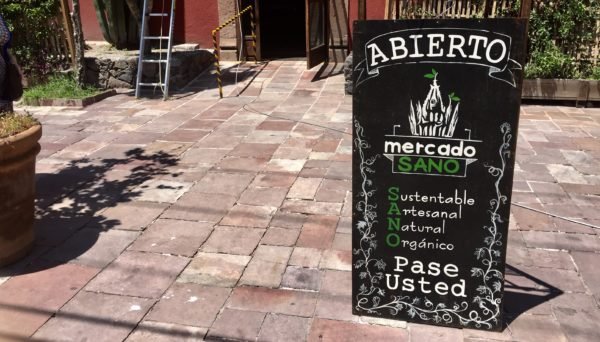 ABIERTO
mercado
SANO
Sustentable
Artesanal
Natural
Orgánico
Pase
Usted